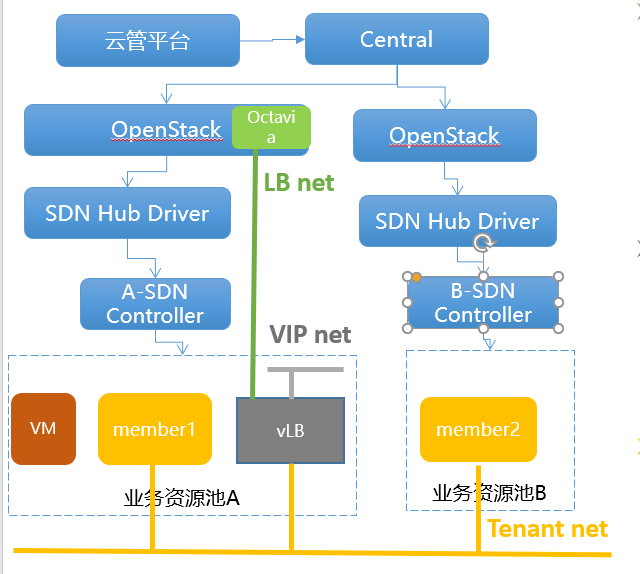 云管平台
Central
OpenStack
Octavi
a
OpenStack
LB net
SDN Hub Driver
SDN Hub Driver
A-SDN
Controller
B-SDN
Controller
VIP net
VM
member1
vLB
member2
业务资源池A
业务资源池B
Tenant net